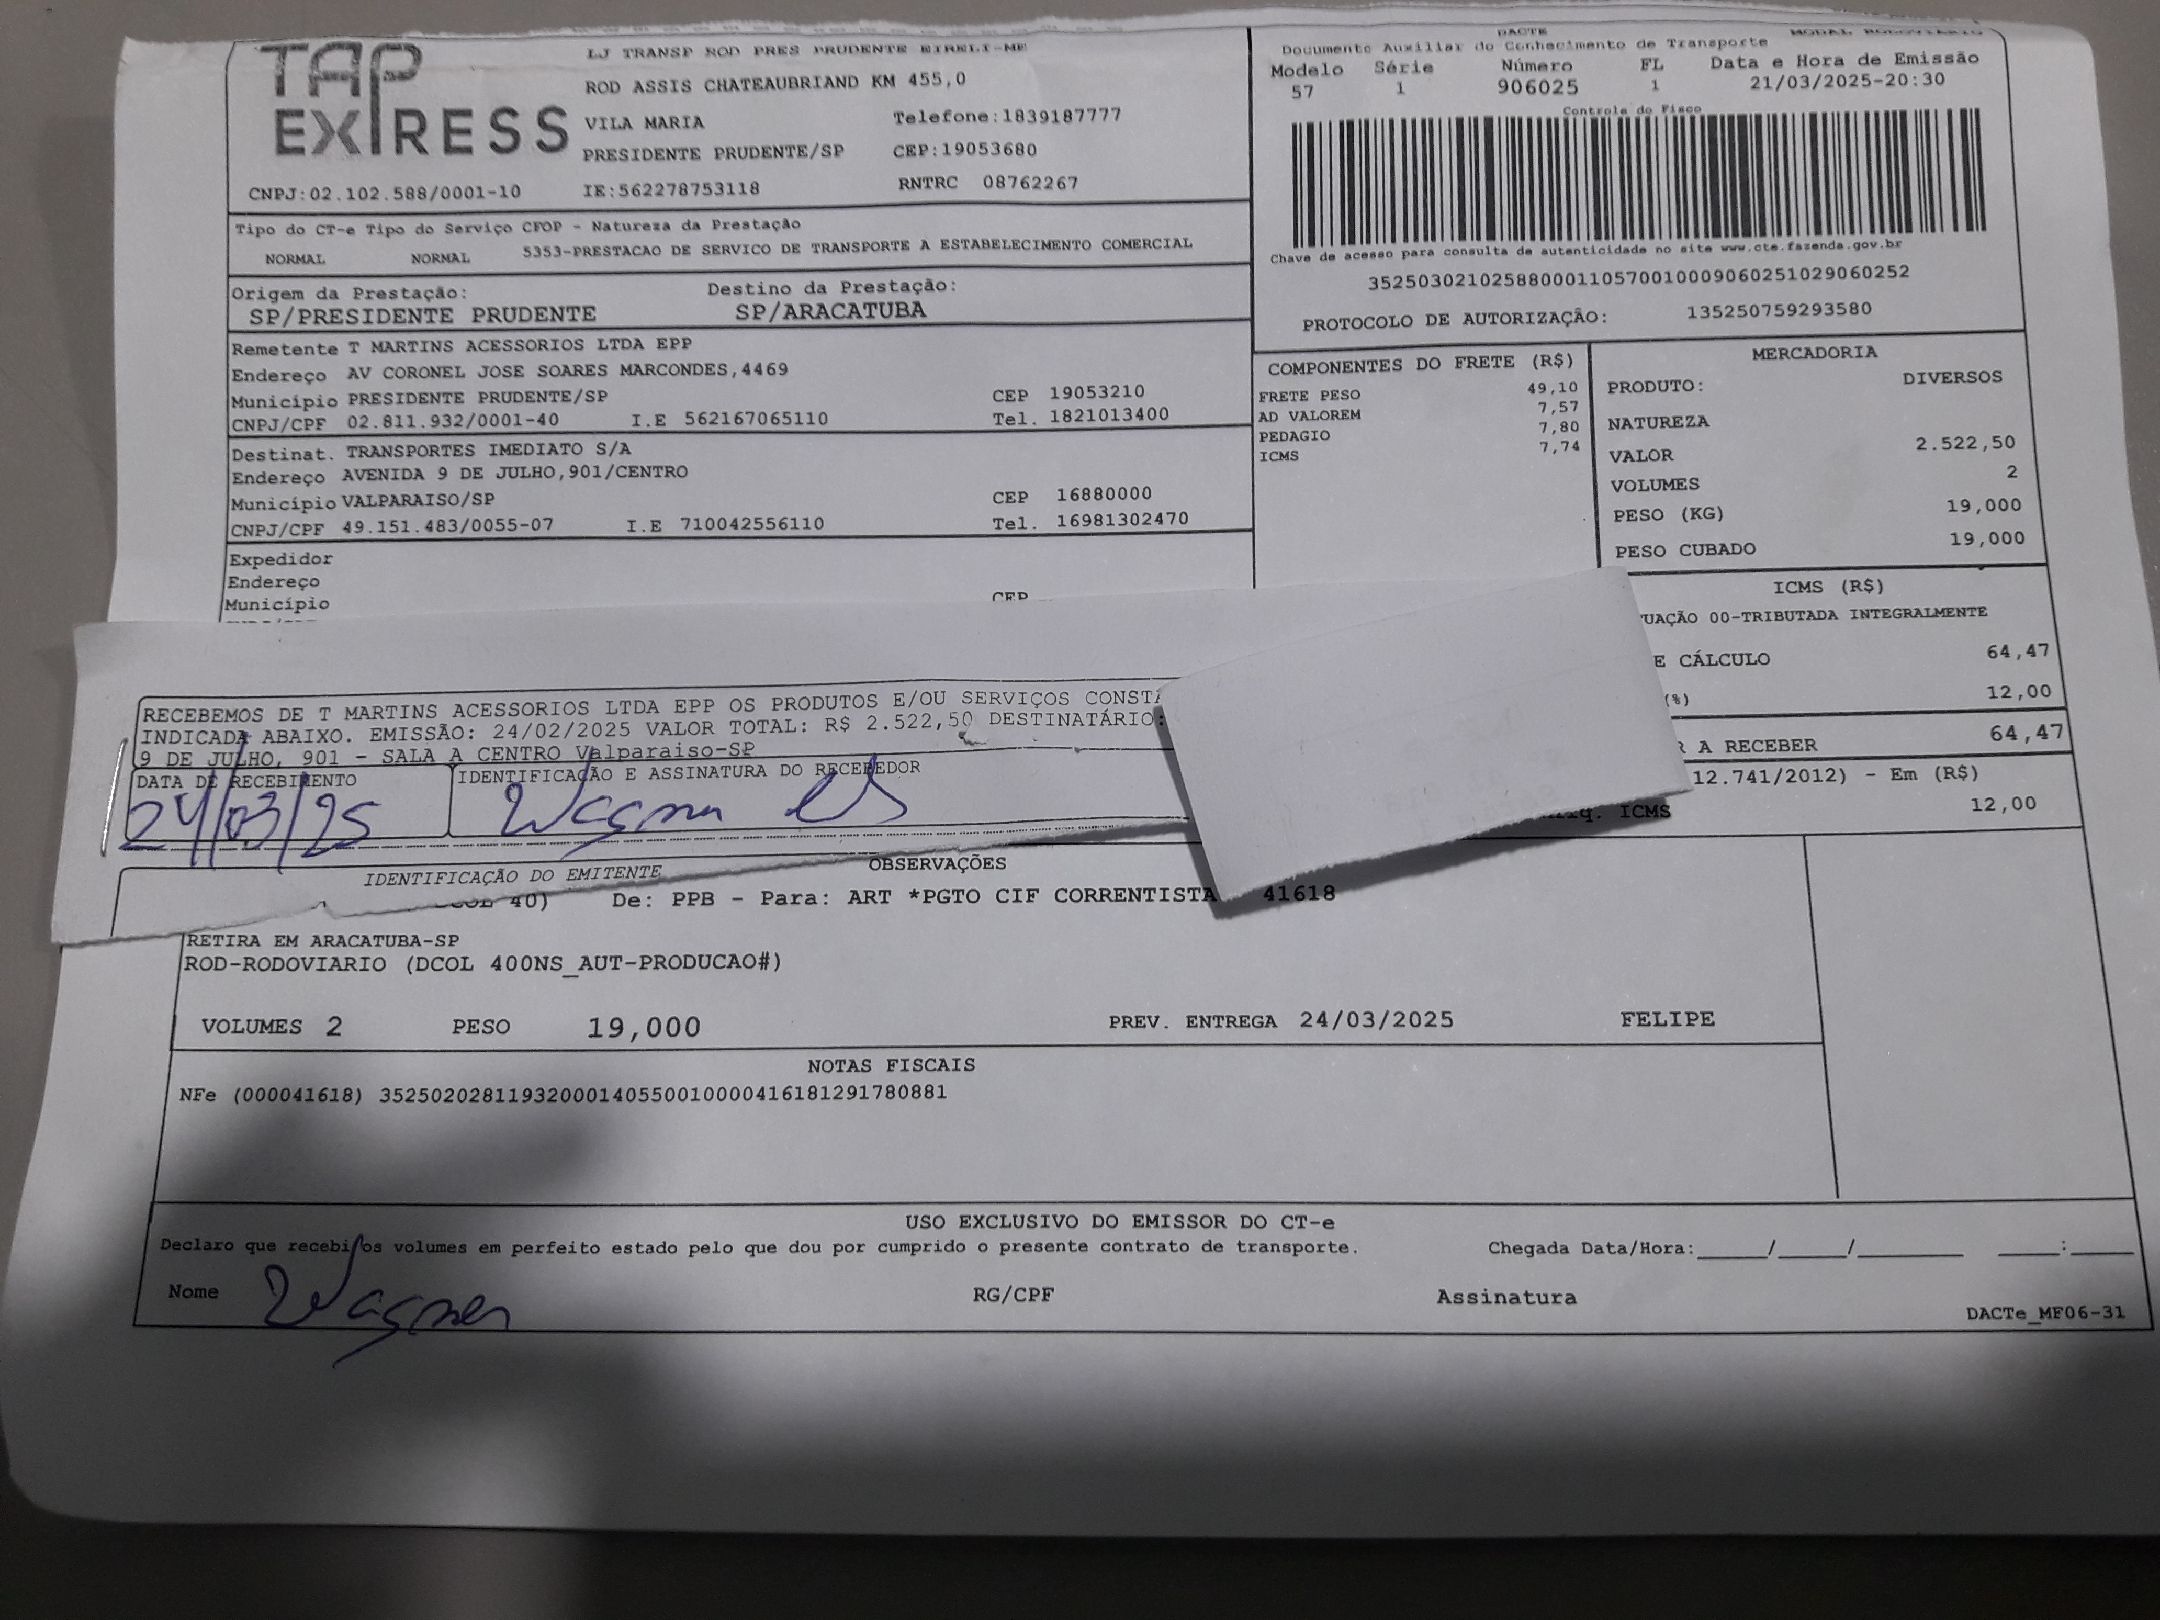 TAP
EXPRESS
LJ TRANSP ROD PRES PRUDENTE EIRELI-ME
ROD ASSIS CHATEAUBRIAND KM 455,0
VILA MARIA Telefone:1839187777
PRESIDENTE PRUDENTE/SP CEP:19053680
CNPJ:02.102.588/0001-10 IE:562278753118 RNTRC 08762267
DACTE MODAL RODOVIÁRIO
Documento Auxiliar do Conhecimento de Transporte
Modelo Série Número FL Data e Hora de Emissão
57 1 906025 1 21/03/2025-20:30
Controle do Fisco
Chave de acesso para consulta de autenticidade no site www.cte.fazenda.gov.br
35250302102588000110570010009060251029060252
PROTOCOLO DE AUTORIZAÇÃO: 135250759293580
Tipo do CT-e Tipo do Serviço CFOP - Natureza da Prestação
NORMAL NORMAL 5353-PRESTACAO DE SERVICO DE TRANSPORTE A ESTABELECIMENTO COMERCIAL
Origem da Prestação: Destino da Prestação:
SP/PRESIDENTE PRUDENTE SP/ARACATUBA
Remetente T MARTINS ACESSORIOS LTDA EPP
Endereço AV CORONEL JOSE SOARES MARCONDES,4469
Município PRESIDENTE PRUDENTE/SP CEP 19053210
CNPJ/CPF 02.811.932/0001-40 I.E 562167065110 Tel. 1821013400
Destinat. TRANSPORTES IMEDIATO S/A
Endereço AVENIDA 9 DE JULHO,901/CENTRO
Município VALPARAISO/SP CEP 16880000
CNPJ/CPF 49.151.483/0055-07 I.E 710042556110 Tel. 16981302470
Expedidor
Endereço
Município CEP
COMPONENTES DO FRETE (R$)
FRETE PESO 49,10
AD VALOREM 7,57
PEDAGIO 7,80
ICMS 7,74
MERCADORIA
PRODUTO: DIVERSOS
NATUREZA
VALOR 2.522,50
VOLUMES 2
PESO (KG) 19,000
PESO CUBADO 19,000
ICMS (R$)
UAÇÃO 00-TRIBUTADA INTEGRALMENTE
E CÁLCULO 64,47
(%) 12,00
R A RECEBER 64,47
12.741/2012) - Em (R$)
ICMS 12,00
RECEBEMOS DE T MARTINS ACESSORIOS LTDA EPP OS PRODUTOS E/OU SERVIÇOS CONSTA
INDICADA ABAIXO. EMISSÃO: 24/02/2025 VALOR TOTAL: R$ 2.522,50 DESTINATÁRIO:
9 DE JULHO, 901 - SALA A CENTRO Valparaiso-SP
DATA DE RECEBIMENTO IDENTIFICAÇÃO E ASSINATURA DO RECEBEDOR
24/03/25 Wagner
IDENTIFICAÇÃO DO EMITENTE
OBSERVAÇÕES
40) De: PPB - Para: ART *PGTO CIF CORRENTISTA 41618
RETIRA EM ARACATUBA-SP
ROD-RODOVIARIO (DCOL 400NS_AUT-PRODUCAO#)
VOLUMES 2 PESO 19,000 PREV. ENTREGA 24/03/2025 FELIPE
NOTAS FISCAIS
NFe (000041618) 35250202811932000140550010000416181291780881
USO EXCLUSIVO DO EMISSOR DO CT-e
Declaro que recebi os volumes em perfeito estado pelo que dou por cumprido o presente contrato de transporte. Chegada Data/Hora:______/______/_________ _____:_____
Nome Wagner RG/CPF Assinatura
DACTe_MF06-31